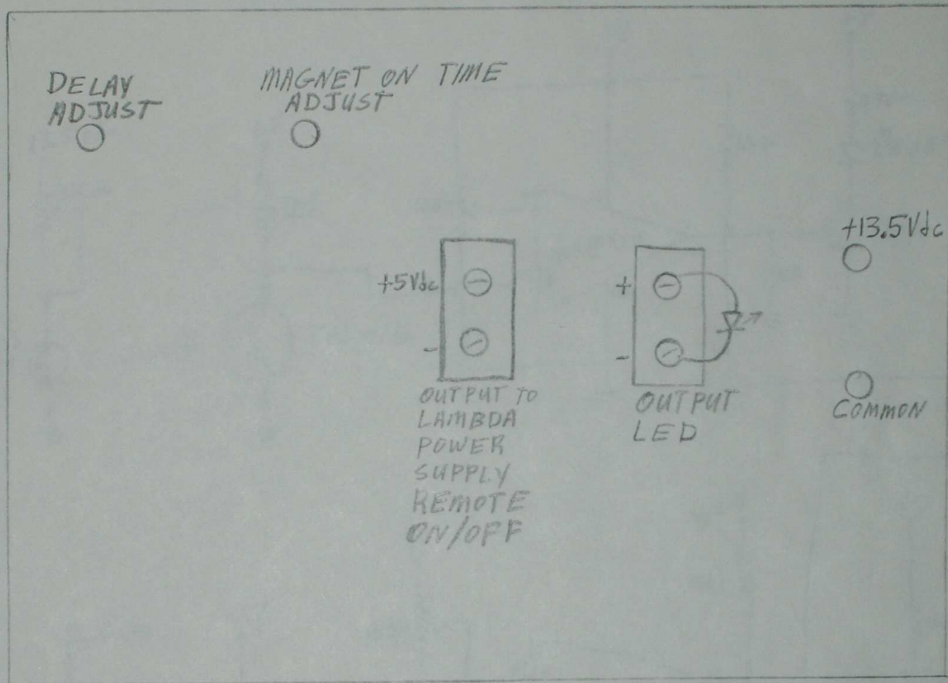 DELAY
ADJUST
MAGNET ON TIME
ADJUST
+13.5Vdc
+5Vdc
-
+
-
OUTPUT TO
LAMBDA
POWER
SUPPLY
REMOTE
ON/OFF
OUTPUT
LED
COMMON